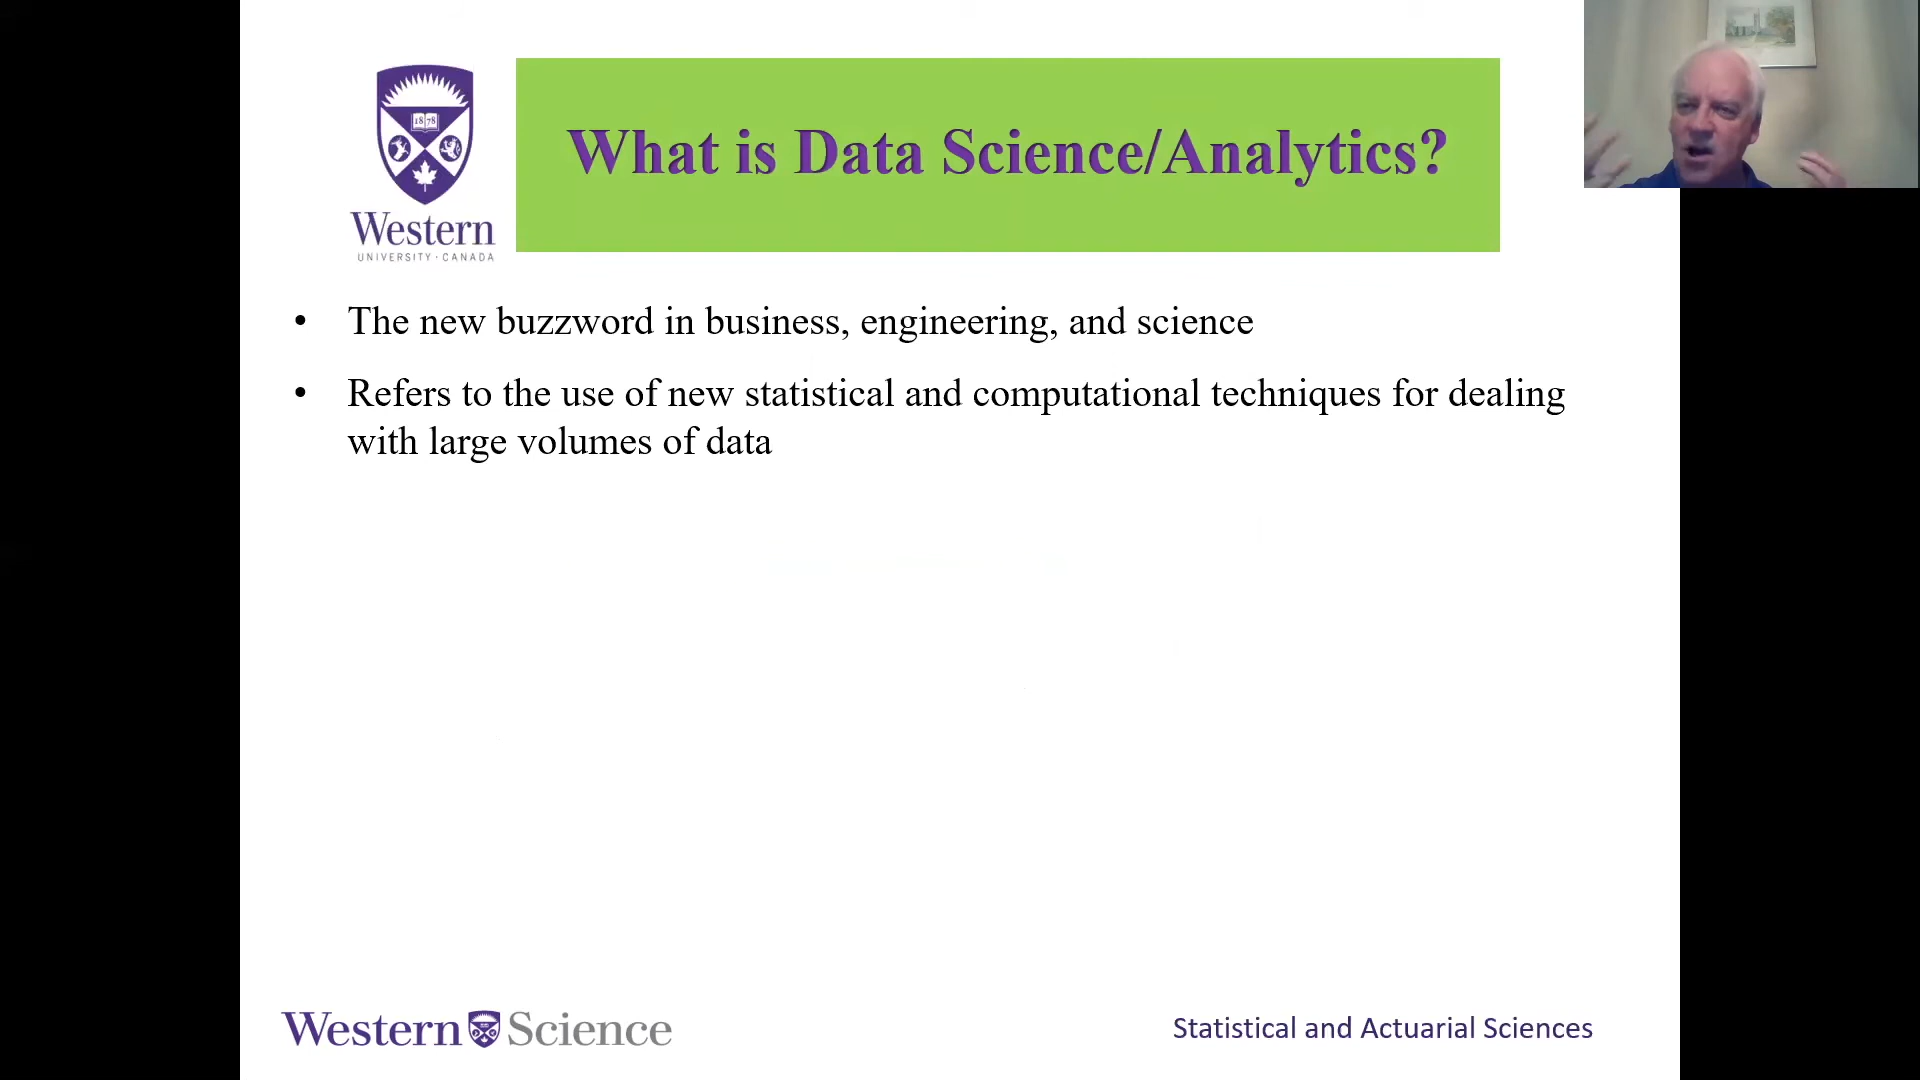 1878
Western
UNIVERSITY · CANADA
What is Data Science/Analytics?
• The new buzzword in business, engineering, and science
• Refers to the use of new statistical and computational techniques for dealing
with large volumes of data
Western Science
Statistical and Actuarial Sciences